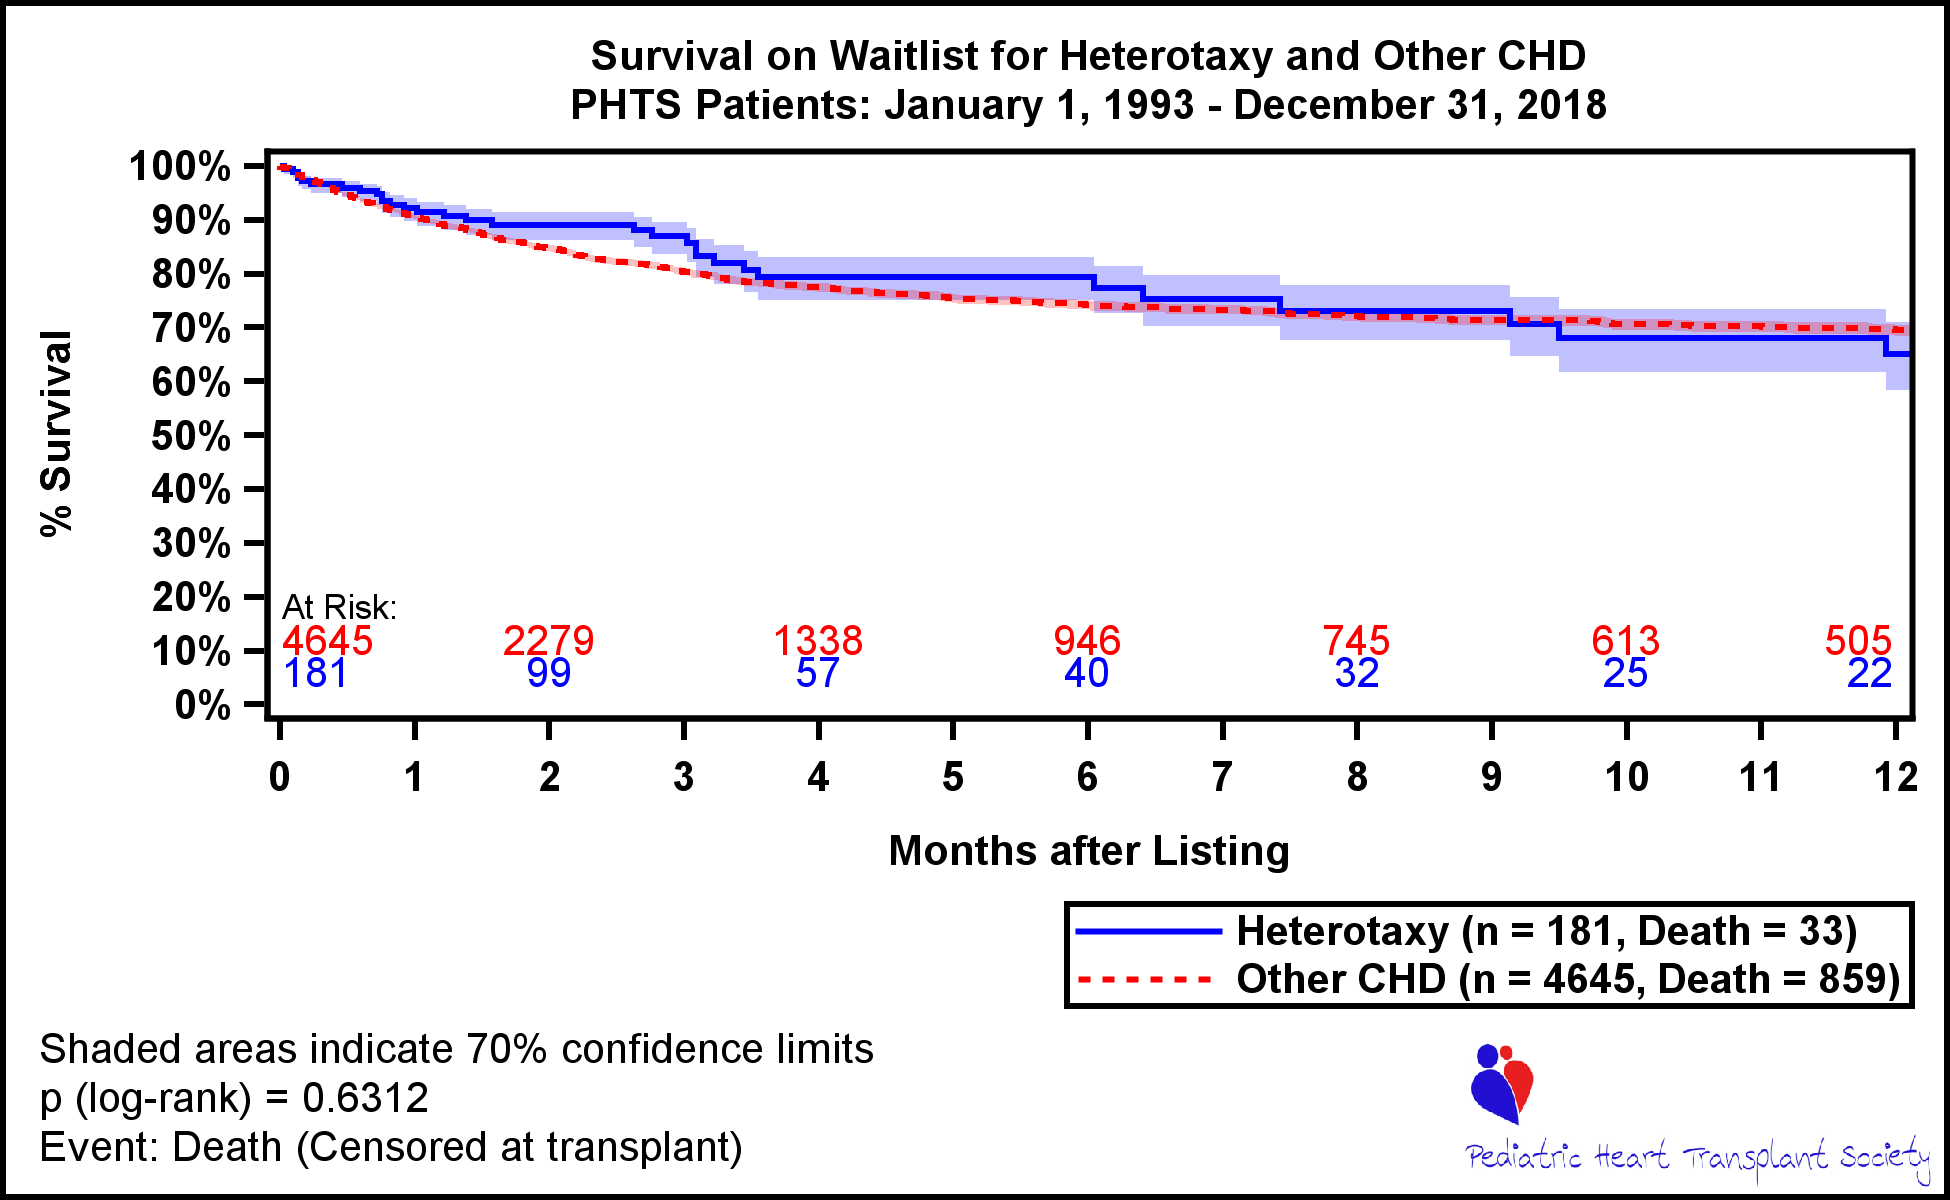 Survival on Waitlist for Heterotaxy and Other CHD
PHTS Patients: January 1, 1993 - December 31, 2018
% Survival
100%
90%
80%
70%
60%
50%
40%
30%
20%
10%
0%
At Risk:
4645 2279 1338 946 745 613 505
181 99 57 40 32 25 22
0 1 2 3 4 5 6 7 8 9 10 11 12
Months after Listing
Heterotaxy (n = 181, Death = 33)
Other CHD (n = 4645, Death = 859)
Shaded areas indicate 70% confidence limits
p (log-rank) = 0.6312
Event: Death (Censored at transplant)
Pediatric Heart Transplant Society